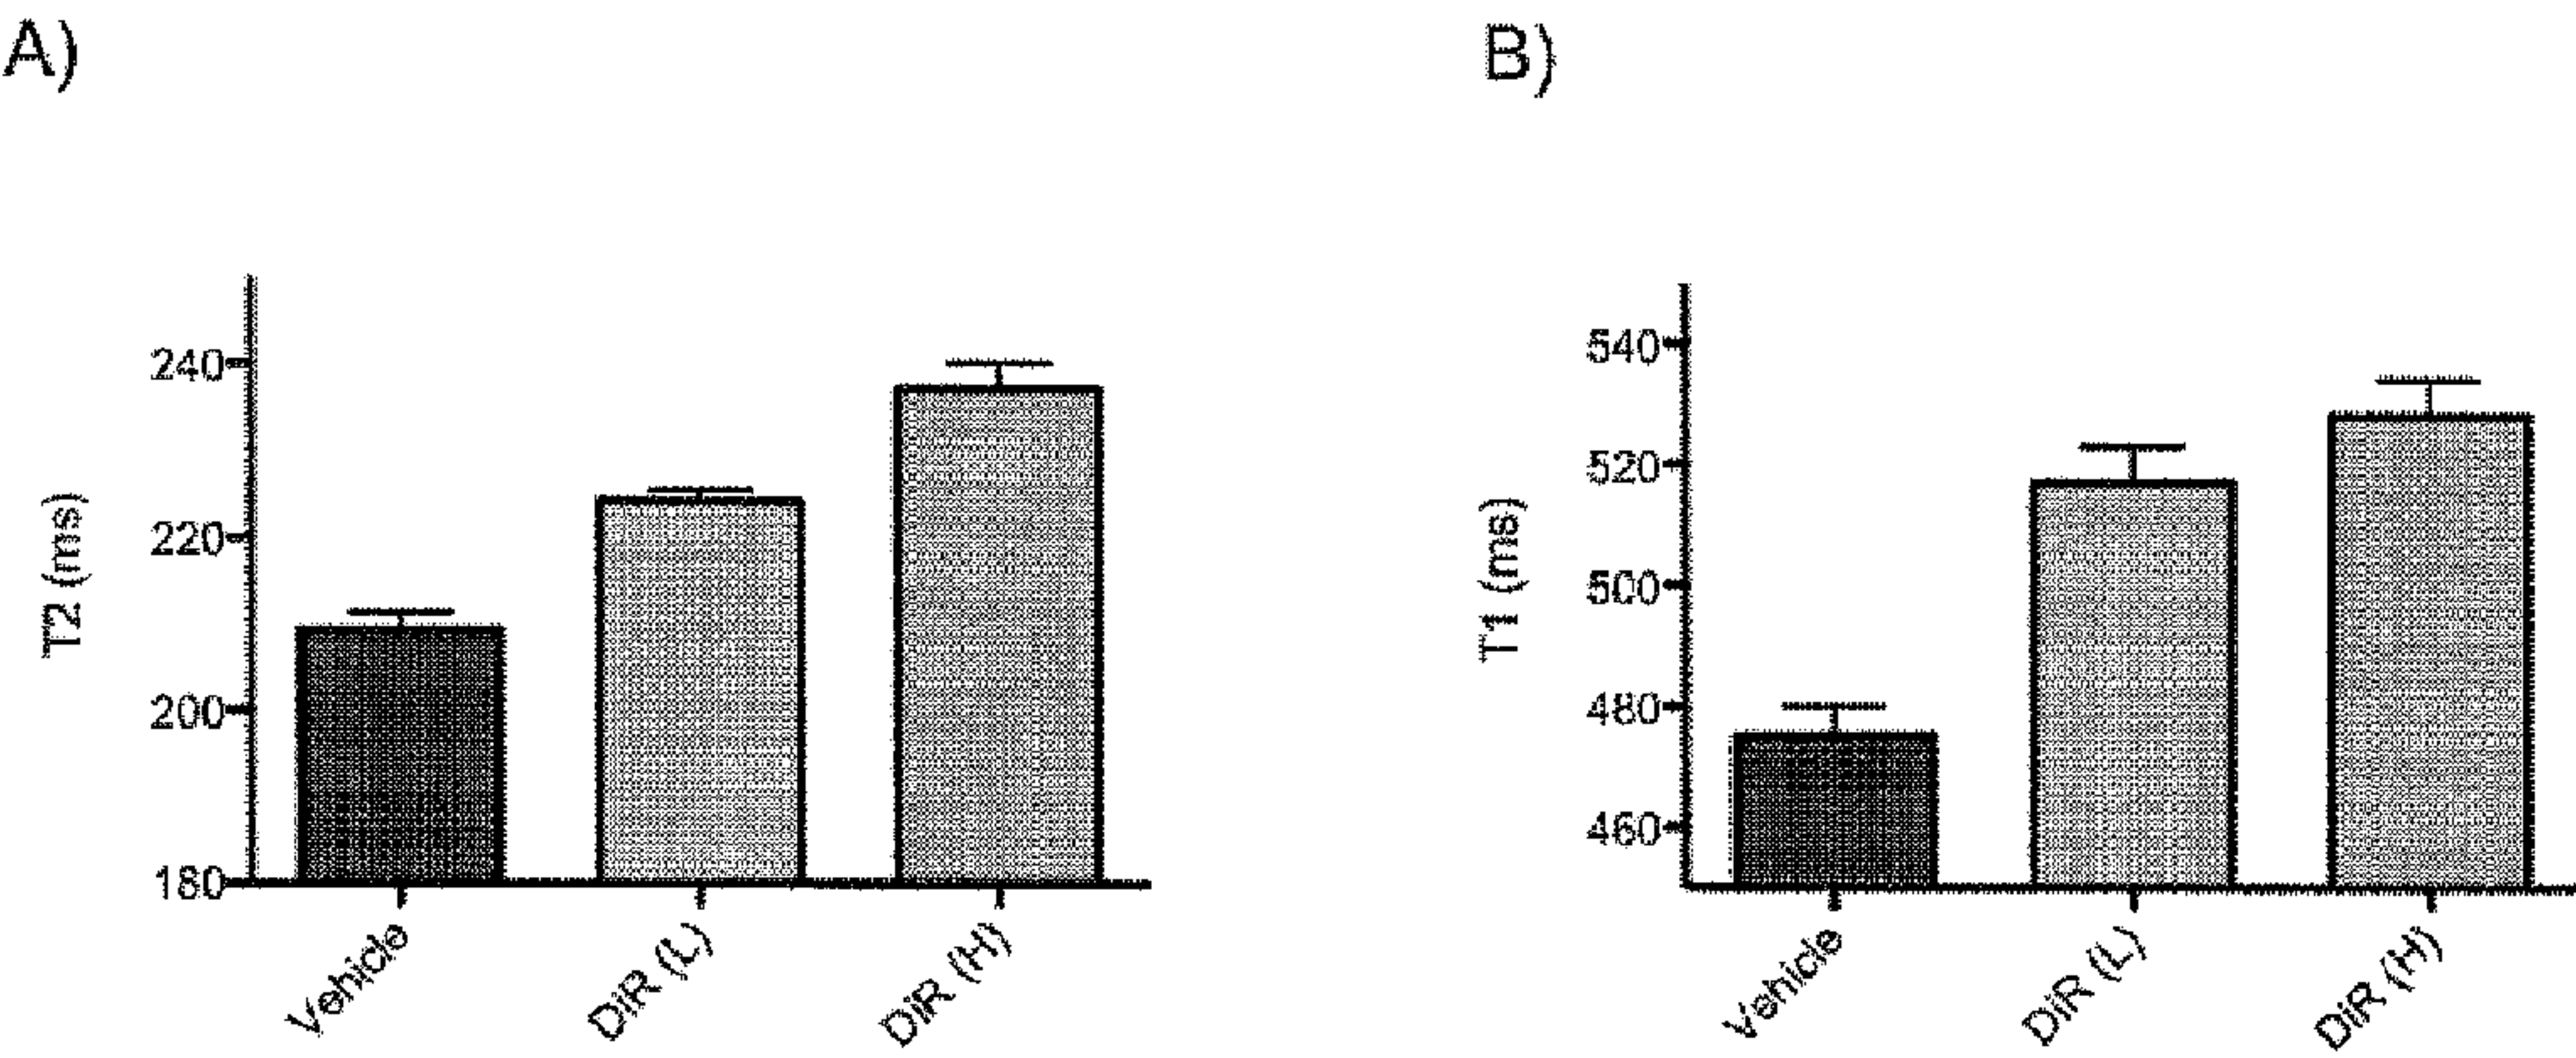 A)
B)
T2 (ms)
240
220
200
180
Vehicle
DiR (L)
DiR (H)
T1 (ms)
540
520
500
480
460
Vehicle
DiR (L)
DiR (H)